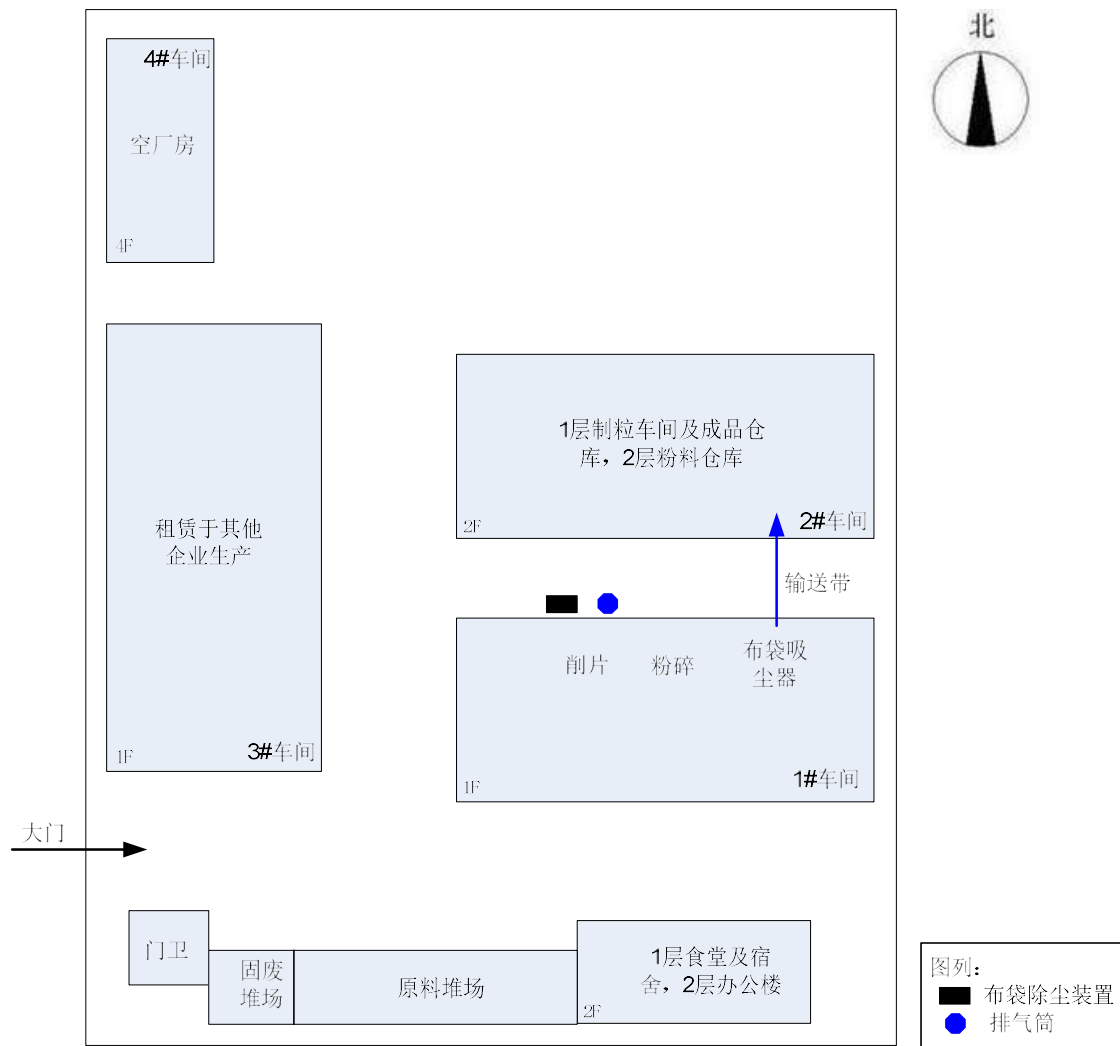 北
4#车间
空厂房
4F
1层制粒车间及成品仓
库，2层粉料仓库
2F
2#车间
租赁于其他
企业生产
1F
3#车间
输送带
削片
粉碎
布袋吸
尘器
1F
1#车间
大门
门卫
固废
堆场
原料堆场
1层食堂及宿
舍，2层办公楼
2F
图列：
布袋除尘装置
排气筒